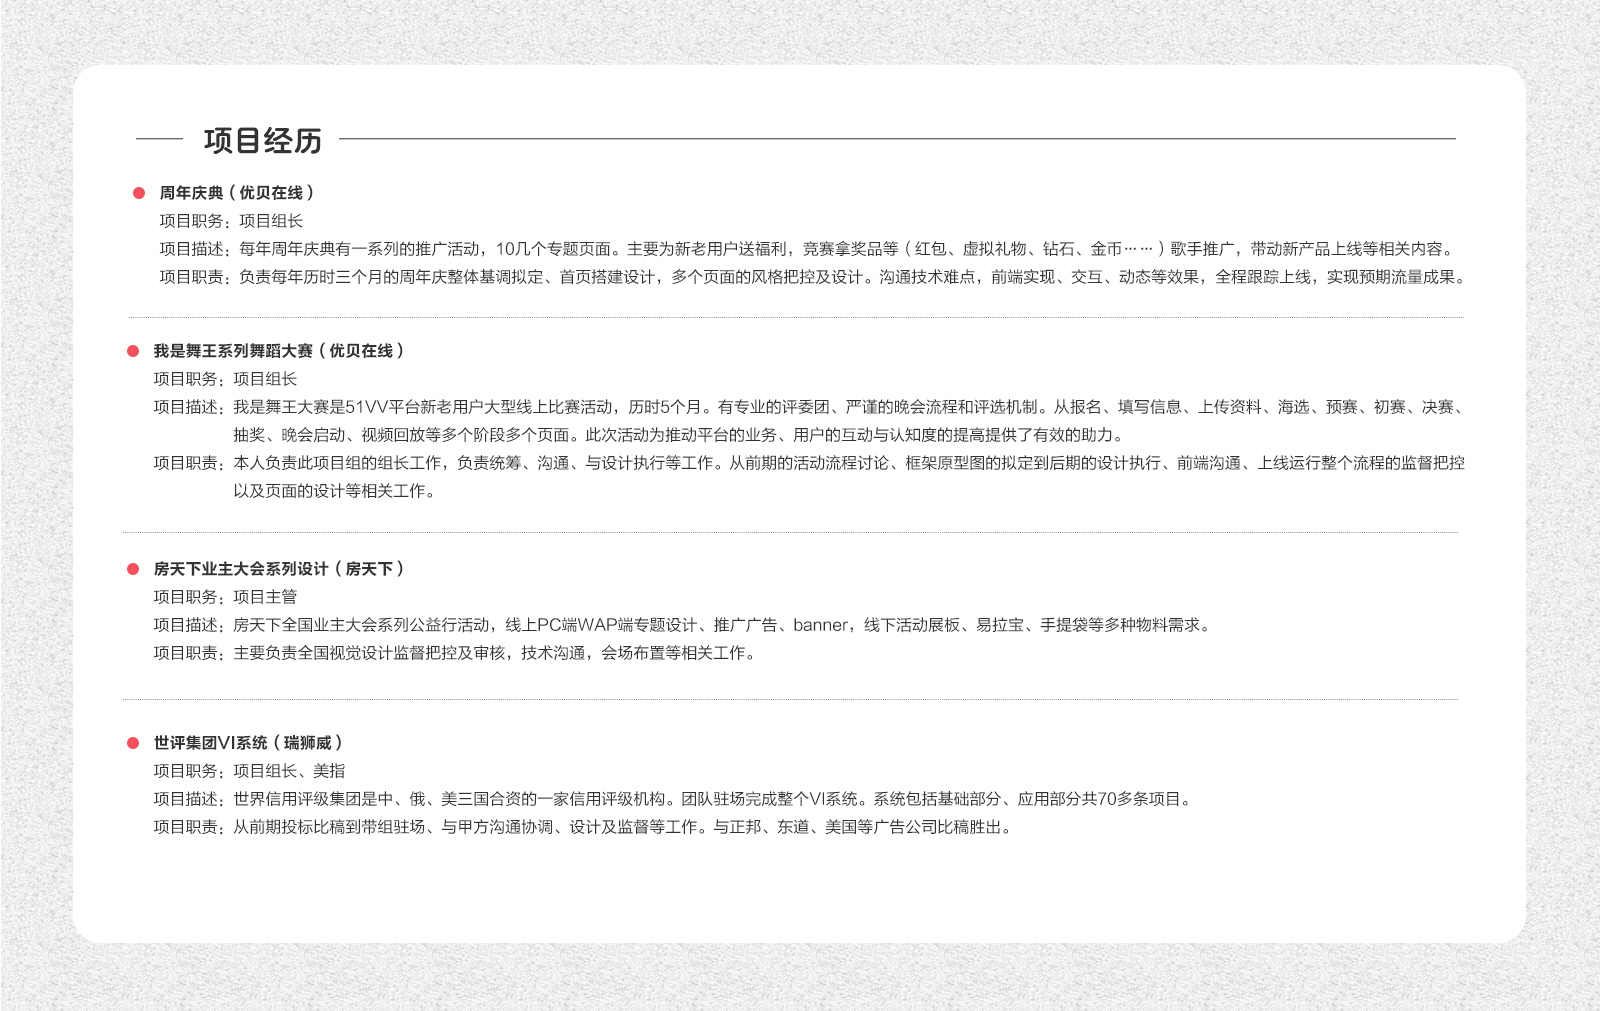 项目经历
周年庆典（优贝在线）
项目职务：项目组长
项目描述：每年周年庆典有一系列的推广活动，10几个专题页面。主要为新老用户送福利，竞赛拿奖品等（红包、虚拟礼物、钻石、金币……）歌手推广，带动新产品上线等相关内容。
项目职责：负责每年历时三个月的周年庆整体基调拟定、首页搭建设计，多个页面的风格把控及设计。沟通技术难点，前端实现、交互、动态等效果，全程跟踪上线，实现预期流量成果。
我是舞王系列舞蹈大赛（优贝在线）
项目职务：项目组长
项目描述：我是舞王大赛是51VV平台新老用户大型线上比赛活动，历时5个月。有专业的评委团、严谨的晚会流程和评选机制。从报名、填写信息、上传资料、海选、预赛、初赛、决赛、
抽奖、晚会启动、视频回放等多个阶段多个页面。此次活动为推动平台的业务、用户的互动与认知度的提高提供了有效的助力。
项目职责：本人负责此项目组的组长工作，负责统筹、沟通、与设计执行等工作。从前期的活动流程讨论、框架原型图的拟定到后期的设计执行、前端沟通、上线运行整个流程的监督把控
以及页面的设计等相关工作。
房天下业主大会系列设计（房天下）
项目职务：项目主管
项目描述：房天下全国业主大会系列公益行活动，线上PC端WAP端专题设计、推广广告、banner，线下活动展板、易拉宝、手提袋等多种物料需求。
项目职责：主要负责全国视觉设计监督把控及审核，技术沟通，会场布置等相关工作。
世评集团VI系统（瑞狮威）
项目职务：项目组长、美指
项目描述：世界信用评级集团是中、俄、美三国合资的一家信用评级机构。团队驻场完成整个VI系统。系统包括基础部分、应用部分共70多条项目。
项目职责：从前期投标比稿到带组驻场、与甲方沟通协调、设计及监督等工作。与正邦、东道、美国等广告公司比稿胜出。